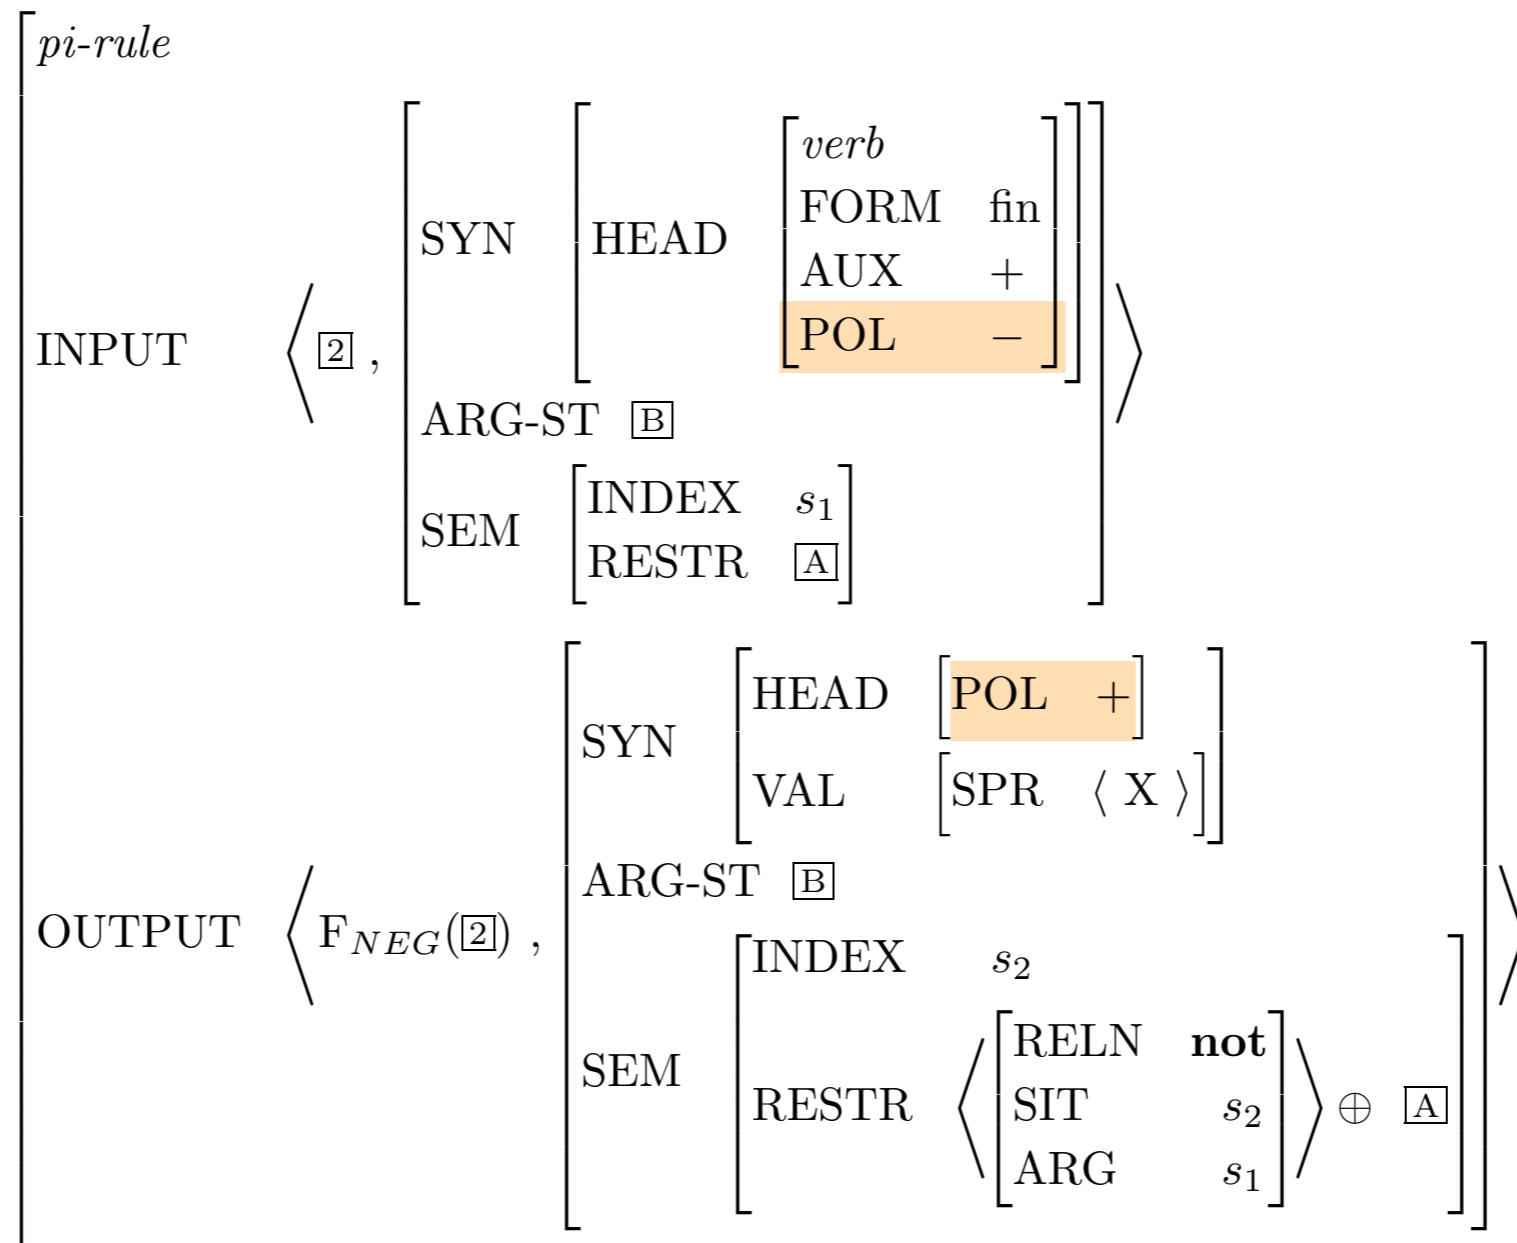 pi-rule
verb
FORM fin
SYN HEAD AUX +
POL −
INPUT ⟨ 2 ,
ARG-ST B
INDEX s₁
SEM
RESTR A
HEAD POL +
SYN
VAL SPR ⟨ X ⟩
ARG-ST B
OUTPUT ⟨ F_NEG(2) ,
INDEX s₂
RELN not
SEM
RESTR SIT s₂ ⊕ A
ARG s₁